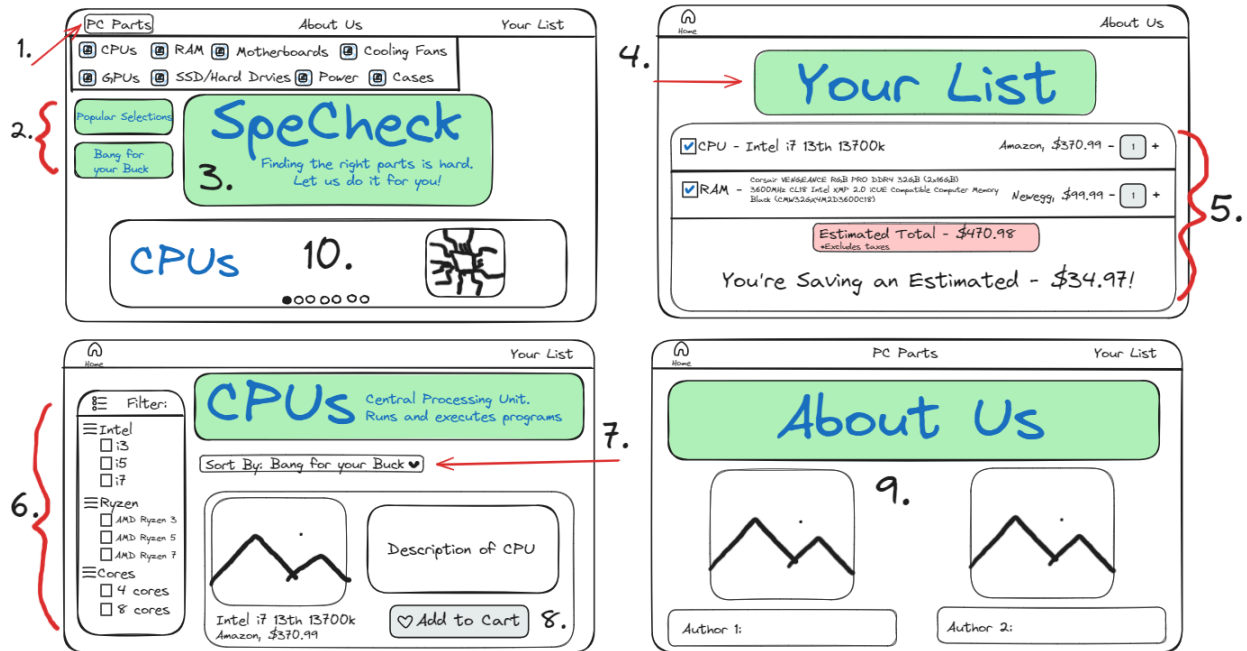 PC Parts
About Us
Your List
1.
CPUs
RAM
Motherboards
Cooling Fans
GPUs
SSD/Hard Drvies
Power
Cases
2.
Popular Selections
Bang for
your Buck
SpeCheck
Finding the right parts is hard.
Let us do it for you!
3.
CPUs
10.
Home
About Us
4.
Your List
CPU - Intel i7 13th 13700k
Amazon, $370.99 - 1 +
RAM -
Corsair VENGEANCE RGB PRO DDR4 32GB (2x16GB)
3600MHz CL18 Intel XMP 2.0 iCUE Compatible Computer Memory
Black (CMW32GX4M2D3600C18)
Newegg, $99.99 - 1 +
5.
Estimated Total - $470.98
*Excludes taxes
You're Saving an Estimated - $34.97!
Home
Your List
6.
Filter:
Intel
i3
i5
i7
Ryzen
AMD Ryzen 3
AMD Ryzen 5
AMD Ryzen 7
Cores
4 cores
8 cores
CPUs
Central Processing Unit.
Runs and executes programs
7.
Sort By: Bang for your Buck
Description of CPU
Intel i7 13th 13700k
Amazon, $370.99
Add to Cart
8.
Home
PC Parts
Your List
About Us
9.
Author 1:
Author 2: